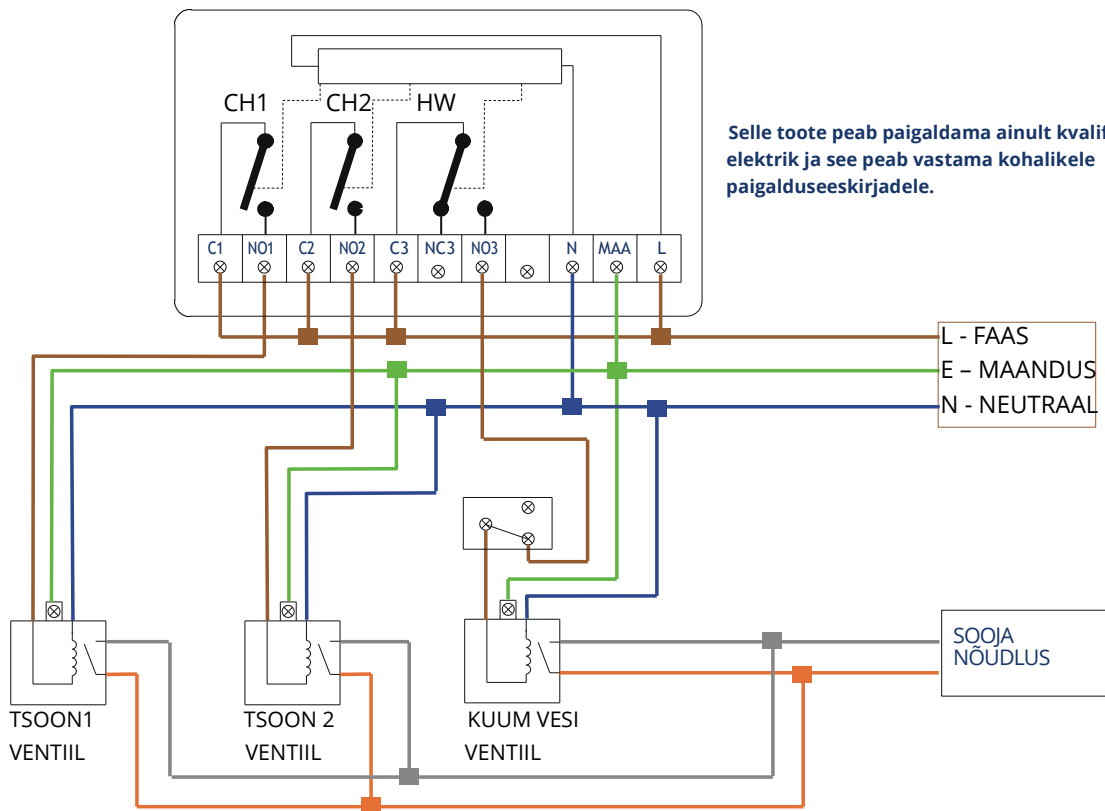 CH1 CH2 HW
Selle toote peab paigaldama ainult
elektrik ja see peab vastama kohalikele
paigalduseeskirjadele.
C1 NO1 C2 NO2 C3 NC3 NO3 N MAA L
L - FAAS
E – MAANDUS
N - NEUTRAAL
SOOJA
NÕUDLUS
TSOON1
VENTIIL
TSOON 2
VENTIIL
KUUM VESI
VENTIIL